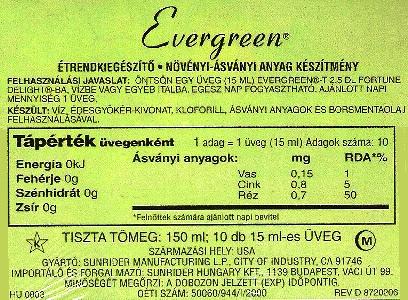 Evergreen®
ÉTRENDKIEGÉSZÍTŐ • NÖVÉNYI-ÁSVÁNYI ANYAG KÉSZÍTMÉNY
FELHASZNÁLÁSI JAVASLAT: ÖNTSÖN EGY ÜVEG (15 ML) EVERGREEN®-T 2.5 DL FORTUNE
DELIGHT®-BA, VÍZBE VAGY EGYÉB ITALBA. EGÉSZ NAP FOGYASZTHATÓ. AJÁNLOTT NAPI
MENNYISÉG 1 ÜVEG.
KÉSZÜLT: VÍZ, ÉDESGYÖKÉR-KIVONAT, KLOROFILL, ÁSVÁNYI ANYAGOK ÉS BORSMENTAOLAJ
FELHASZNÁLÁSÁVAL.
Tápérték üvegenként 1 adag = 1 üveg (15 ml) Adagok száma: 10
Energia 0kJ Ásványi anyagok: mg RDA*%
Fehérje 0g Vas 0,15 1
Szénhidrát 0g Cink 0,8 5
Zsír 0g Réz 0,7 50
*Felnőttek számára ajánlott napi bevitel
K TISZTA TÖMEG: 150 ml; 10 db 15 ml-es ÜVEG M
SZÁRMAZÁSI HELY: USA
GYÁRTÓ: SUNRIDER MANUFACTURING L.P., CITY OF INDUSTRY, CA 91746
IMPORTÁLÓ ÉS FORGALMAZÓ: SUNRIDER HUNGARY KFT., 1139 BUDAPEST, VÁCI ÚT 99.
MINŐSÉGÉT MEGŐRZI: A DOBOZON JELZETT (EXP) IDŐPONTIG.
HU 0803 OÉTI SZÁM: 50060/944/I/2000 REV D 8720206